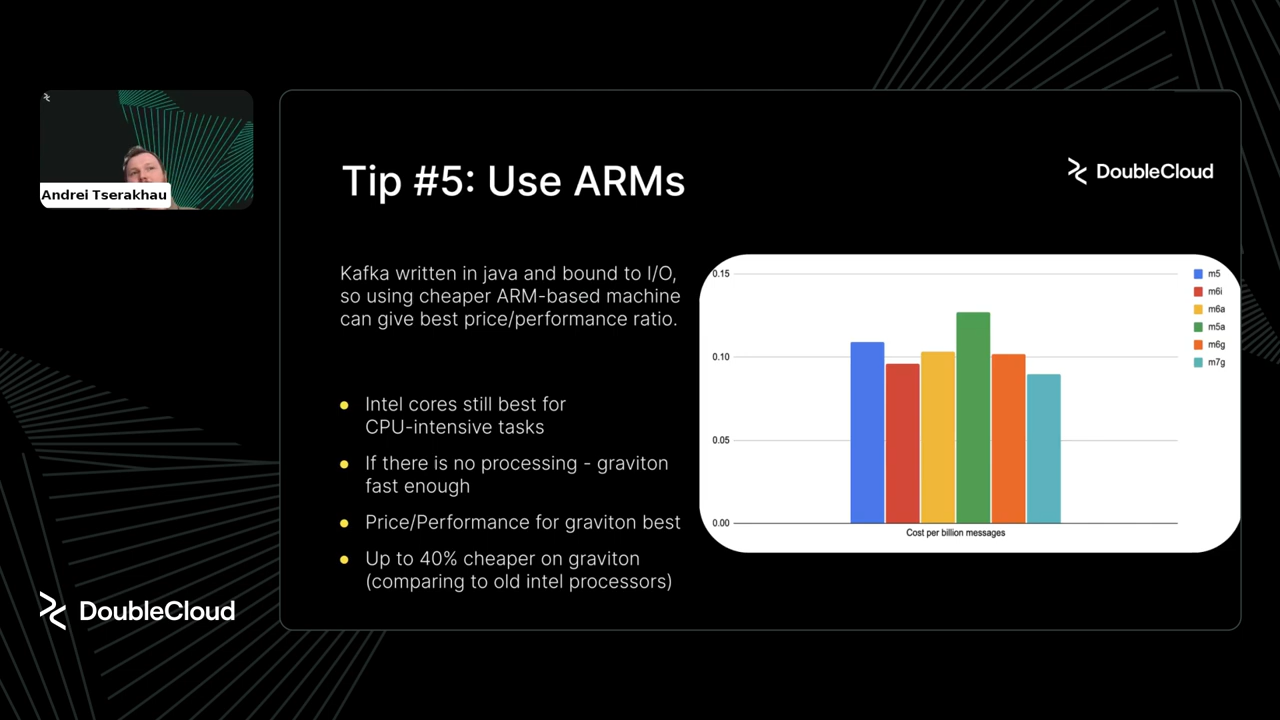 Andrei Tserakhau
DoubleCloud
Tip #5: Use ARMs
DoubleCloud
Kafka written in java and bound to I/O,
so using cheaper ARM-based machine
can give best price/performance ratio.
Intel cores still best for
CPU-intensive tasks
If there is no processing - graviton
fast enough
Price/Performance for graviton best
Up to 40% cheaper on graviton
(comparing to old intel processors)
0.15
0.10
0.05
0.00
Cost per billion messages
m5
m6i
m6a
m5a
m6g
m7g